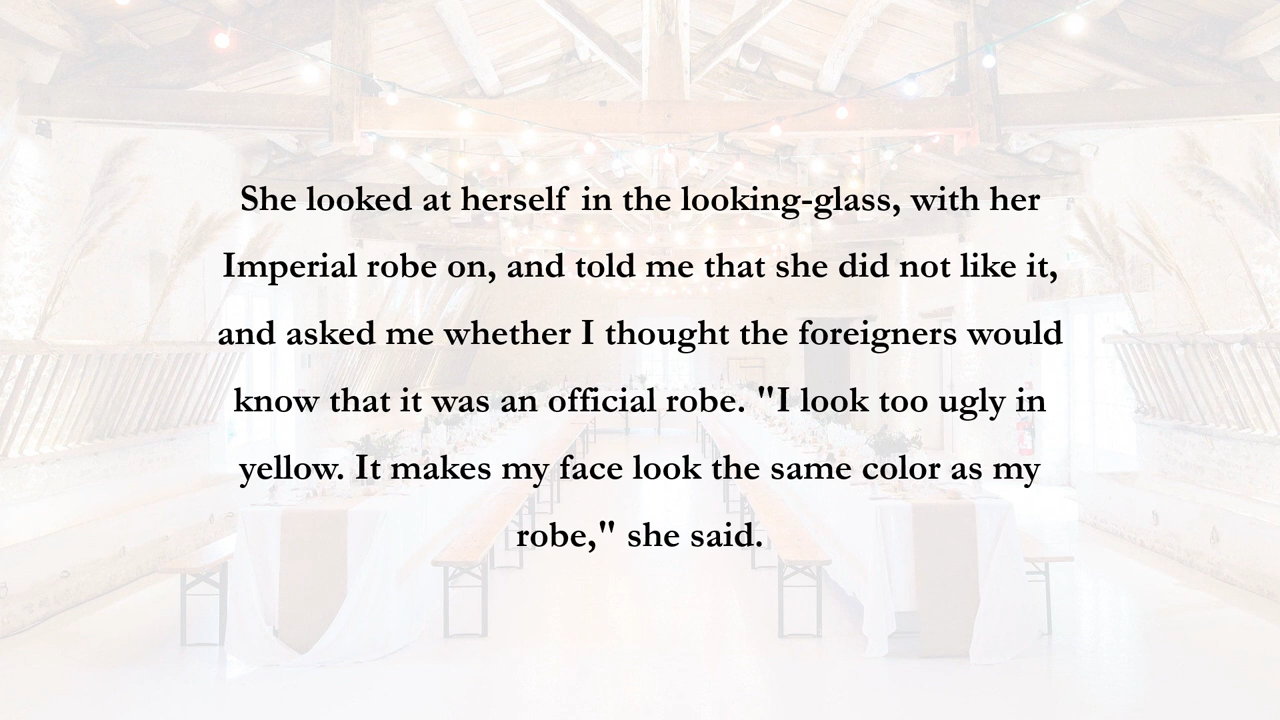 She looked at herself in the looking-glass, with her
Imperial robe on, and told me that she did not like it,
and asked me whether I thought the foreigners would
know that it was an official robe. "I look too ugly in
yellow. It makes my face look the same color as my
robe," she said.